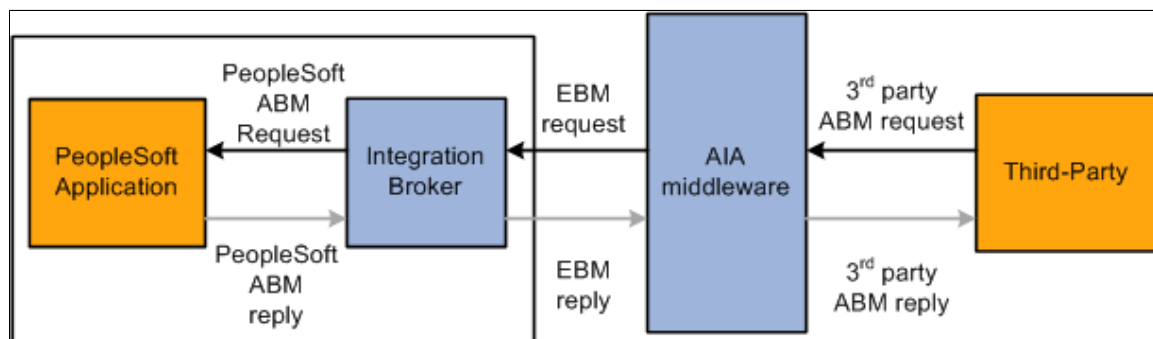 PeopleSoft
ABM
Request
EBM
request
3rd party
ABM request
PeopleSoft
Application
Integration
Broker
AIA
middleware
Third-Party
PeopleSoft
ABM
reply
EBM
reply
3rd party
ABM reply